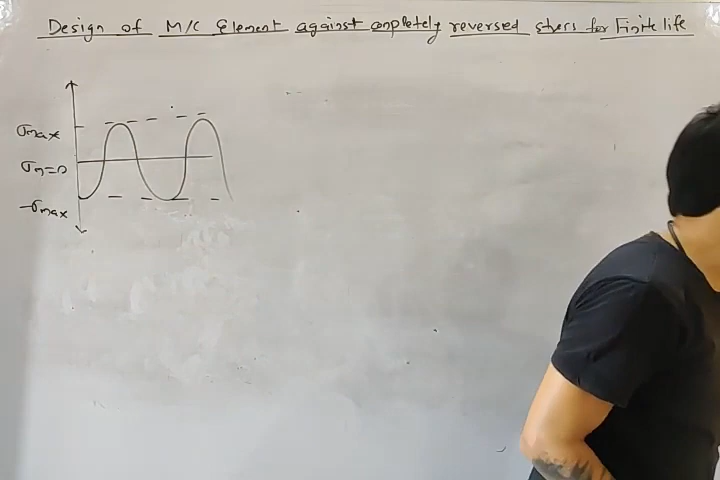 Design of M/C Element against completely reversed stress for Finite life
σmax
σm=0
-σmax